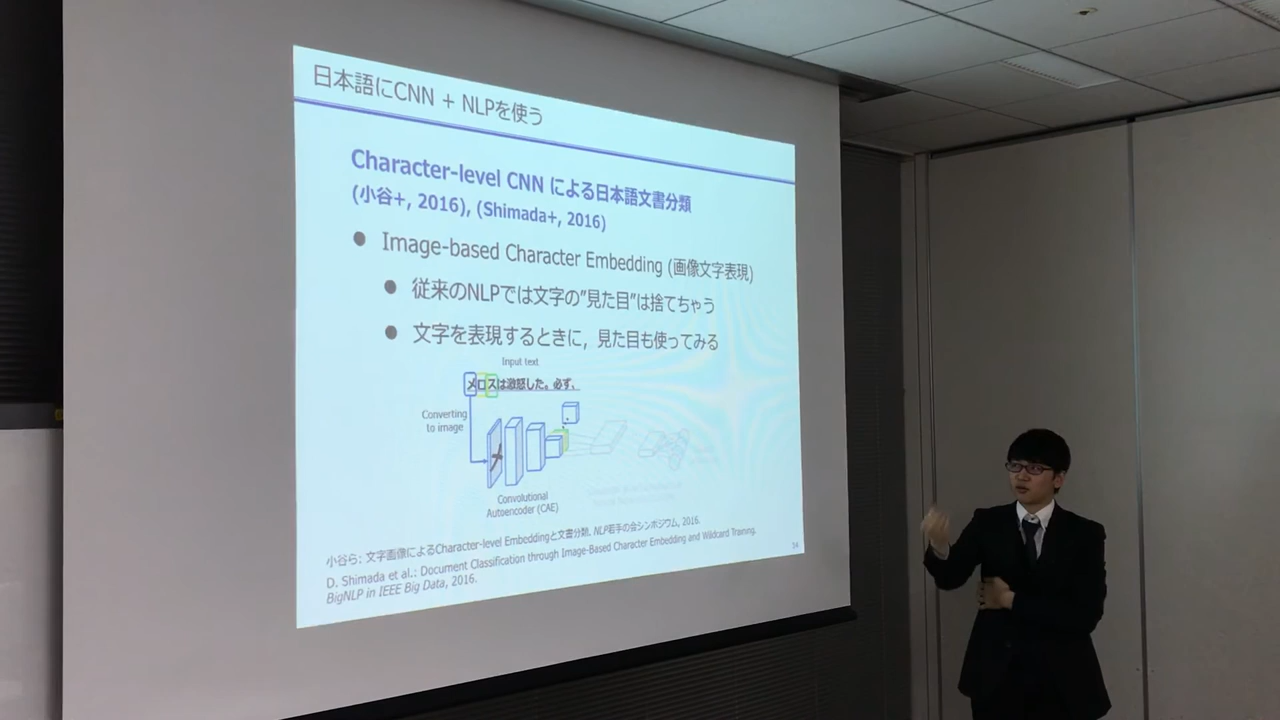 日本語にCNN + NLPを使う
Character-level CNN による日本語文書分類
(小谷+, 2016), (Shimada+, 2016)
● Image-based Character Embedding (画像文字表現)
● 従来のNLPでは文字の”見た目”は捨てちゃう
● 文字を表現するときに，見た目も使ってみる
Input text
メロスは激怒した。必ず、
Converting
to image
メ
Convolutional
Autoencoder (CAE)
小谷ら: 文字画像によるCharacter-level Embeddingと文書分類, NLP若手の会シンポジウム, 2016.
D. Shimada et al.: Document Classification through Image-Based Character Embedding and Wildcard Training.
BigNLP in IEEE Big Data, 2016.
14